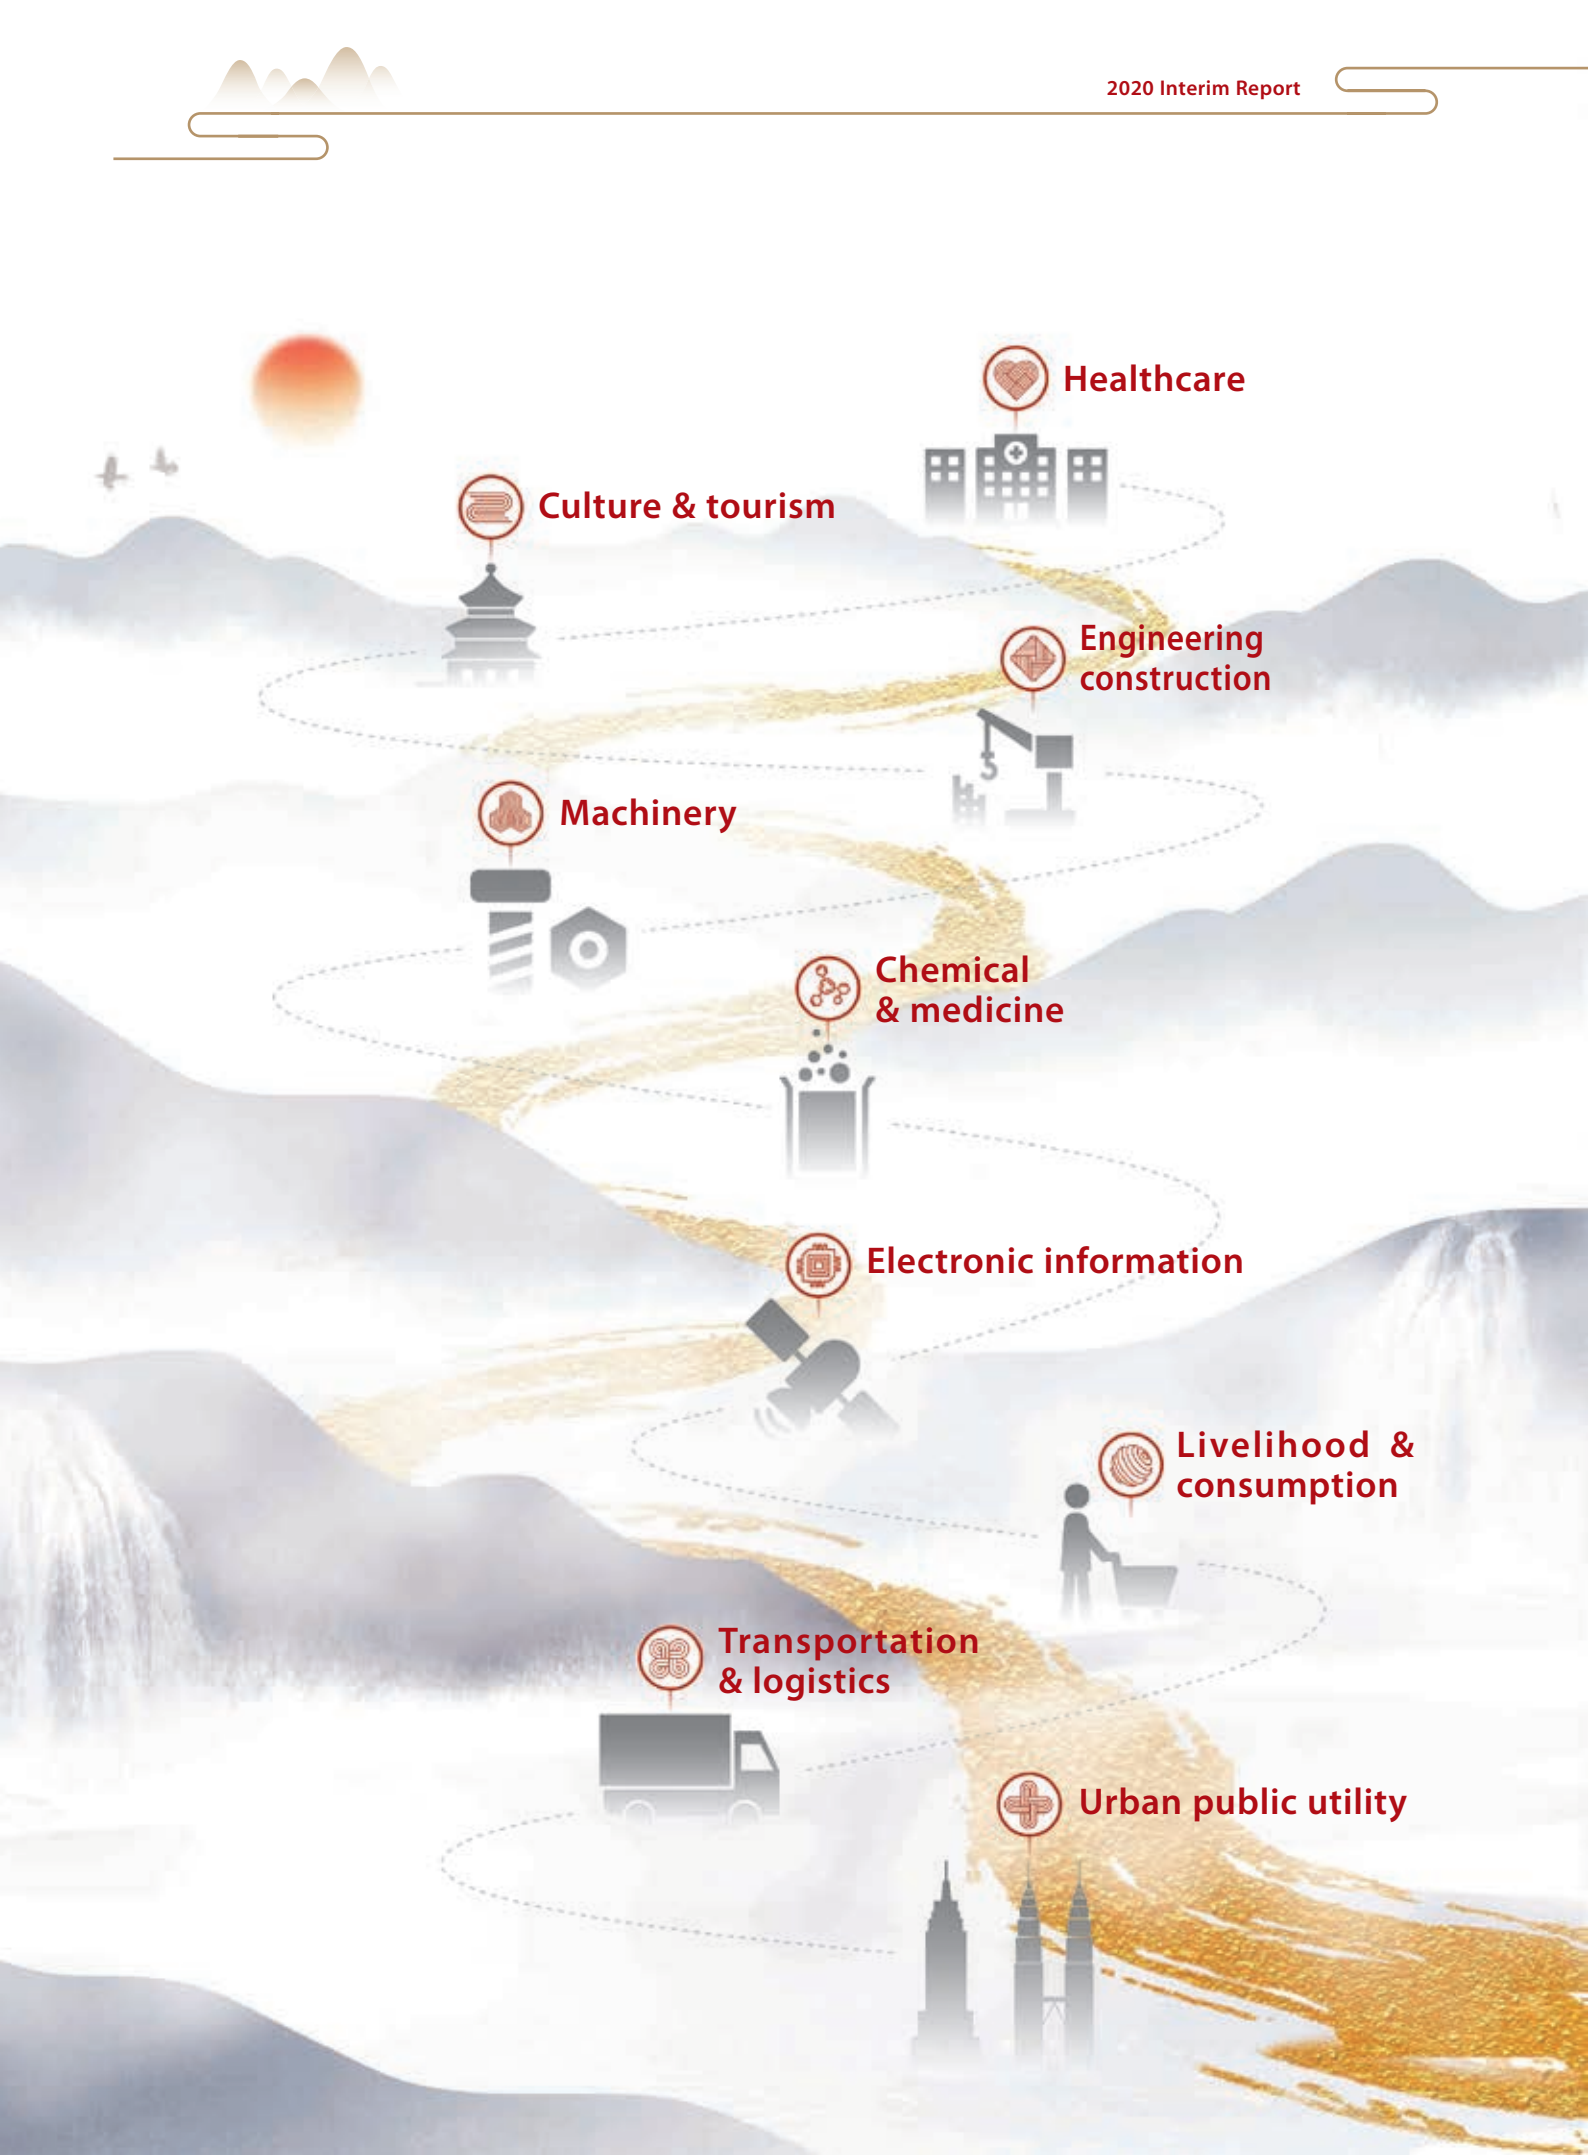 2020 Interim Report
Healthcare
Culture & tourism
Engineering
construction
Machinery
Chemical
& medicine
Electronic information
Livelihood &
consumption
Transportation
& logistics
Urban public utility